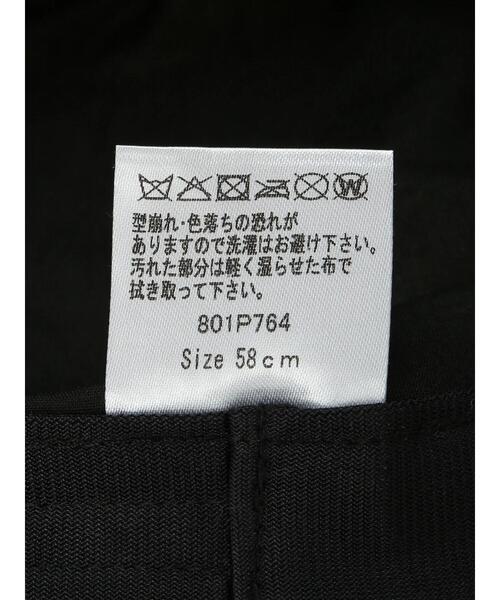 型崩れ・色落ちの恐れが
ありますので洗濯はお避け下さい。
汚れた部分は軽く湿らせた布で
拭き取って下さい。
801P764
Size 58cm